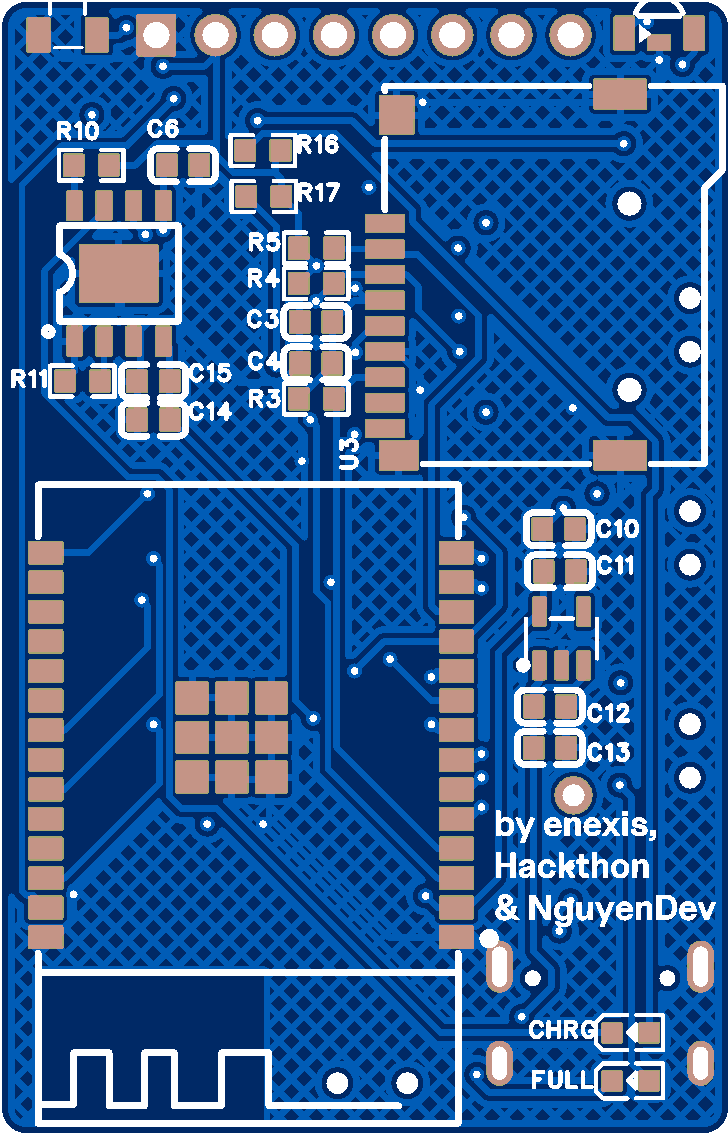 R10
C6
R16
R17
R5
R4
C3
C4
R3
R11
C15
C14
U3
C10
C11
C12
C13
by enexis,
Hackthon
& NguyenDev
CHRG
FULL